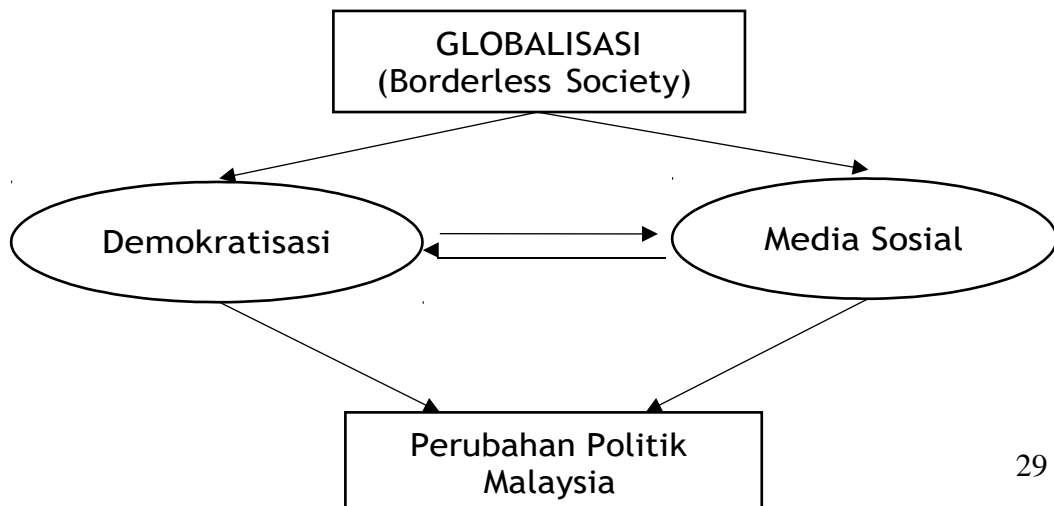 GLOBALISASI
(Borderless Society)
Demokratisasi
Media Sosial
Perubahan Politik
Malaysia
29